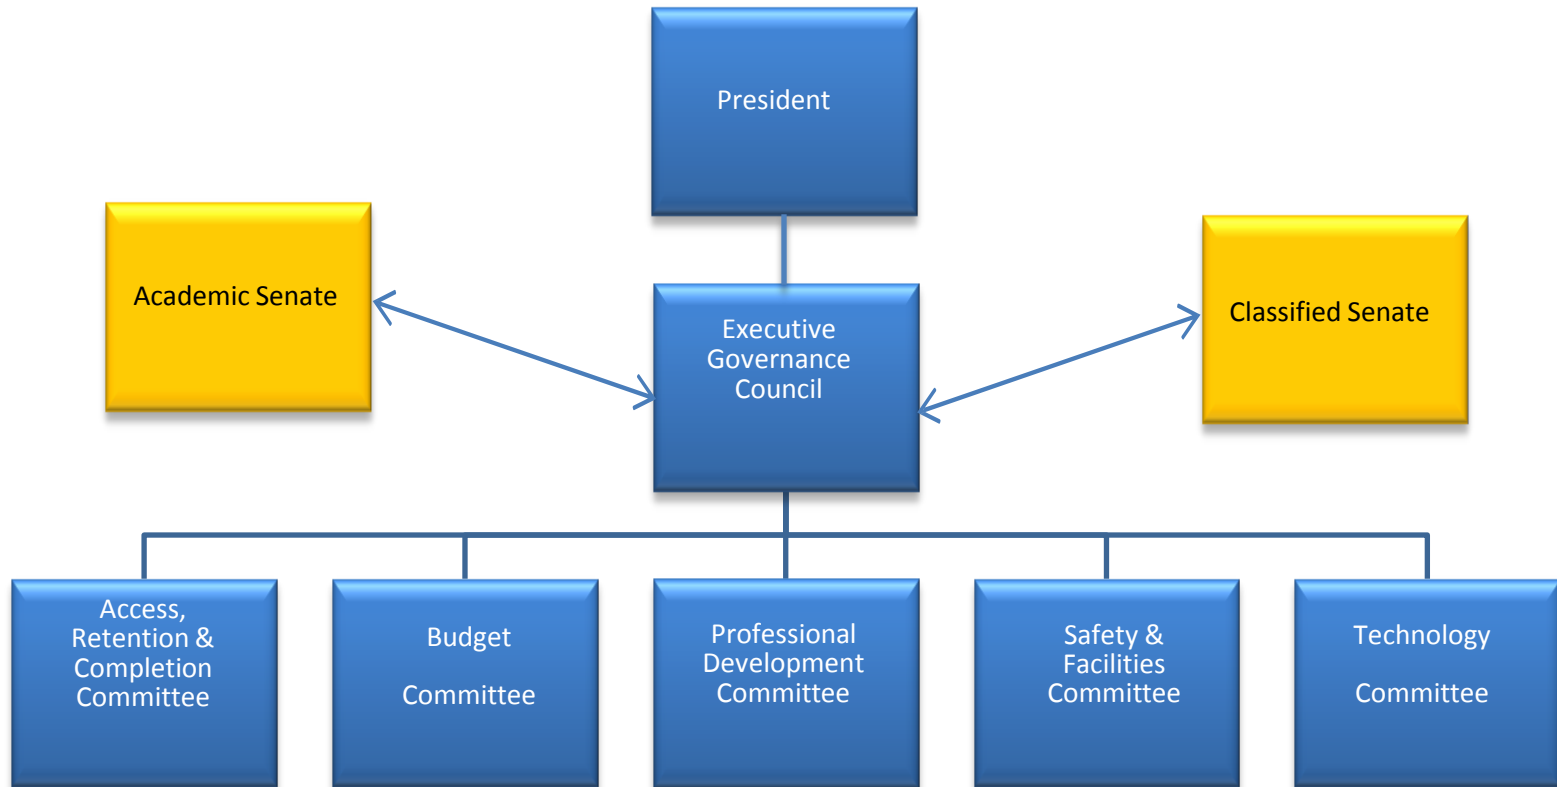 President
Academic Senate
Classified Senate
Executive
Governance
Council
Access,
Retention &
Completion
Committee
Budget
Committee
Professional
Development
Committee
Safety &
Facilities
Committee
Technology
Committee